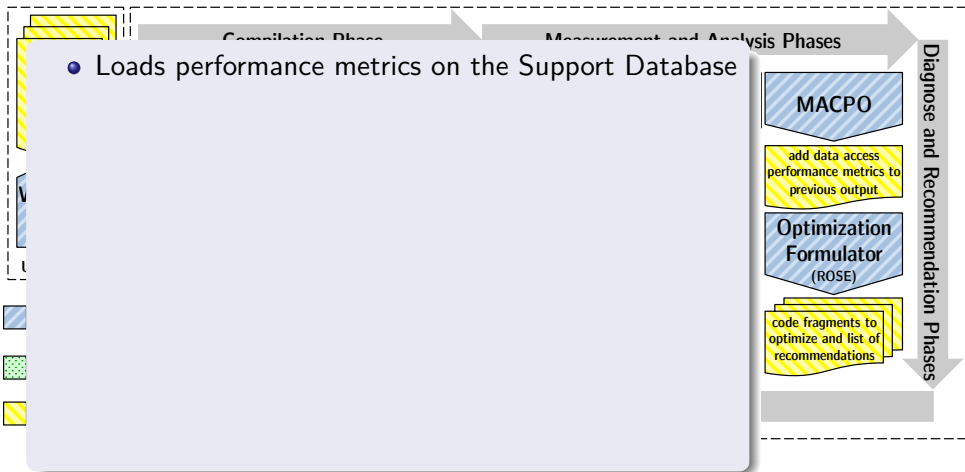 Compilation Phase
Measurement and Analysis Phases
Loads performance metrics on the Support Database
MACPO
add data access
performance metrics to
previous output
Optimization
Formulator
(ROSE)
code fragments to
optimize and list of
recommendations
Diagnose and Recommendation Phases